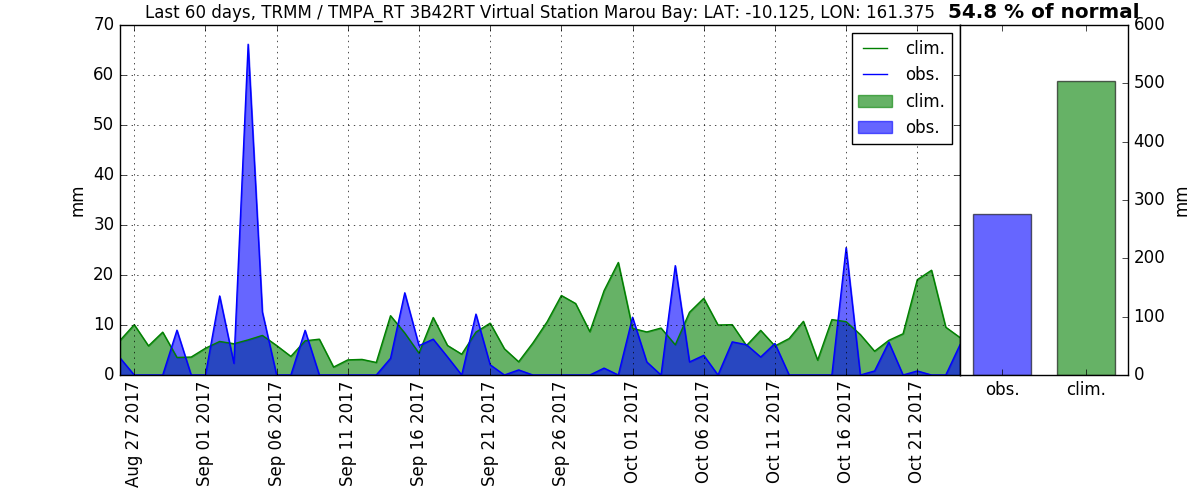 Last 60 days, TRMM / TMPA_RT 3B42RT Virtual Station Marou Bay: LAT: -10.125, LON: 161.375
54.8 % of normal
70
60
50
40
30
20
10
0
mm
clim.
obs.
clim.
obs.
Aug 27 2017
Sep 01 2017
Sep 06 2017
Sep 11 2017
Sep 16 2017
Sep 21 2017
Sep 26 2017
Oct 01 2017
Oct 06 2017
Oct 11 2017
Oct 16 2017
Oct 21 2017
600
500
400
300
200
100
0
mm
obs.
clim.